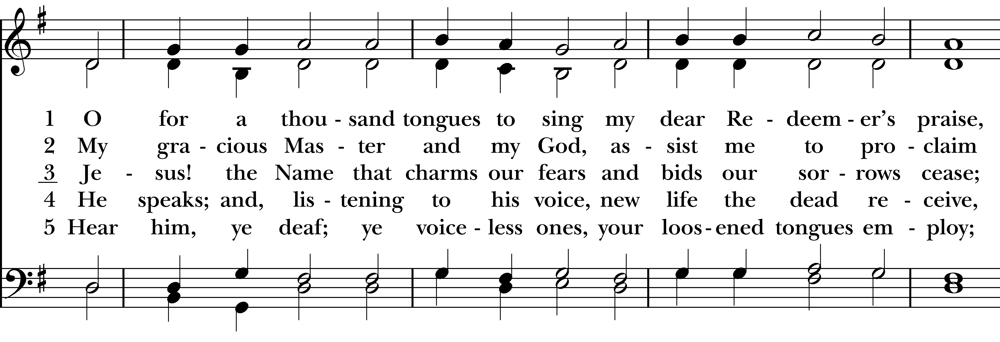 1 O for a thou - sand tongues to sing my dear Re - deem - er’s praise,
2 My gra - cious Mas - ter and my God, as - sist me to pro - claim
3 Je - sus! the Name that charms our fears and bids our sor - rows cease;
4 He speaks; and, lis - tening to his voice, new life the dead re - ceive,
5 Hear him, ye deaf; ye voice - less ones, your loos - ened tongues em - ploy;